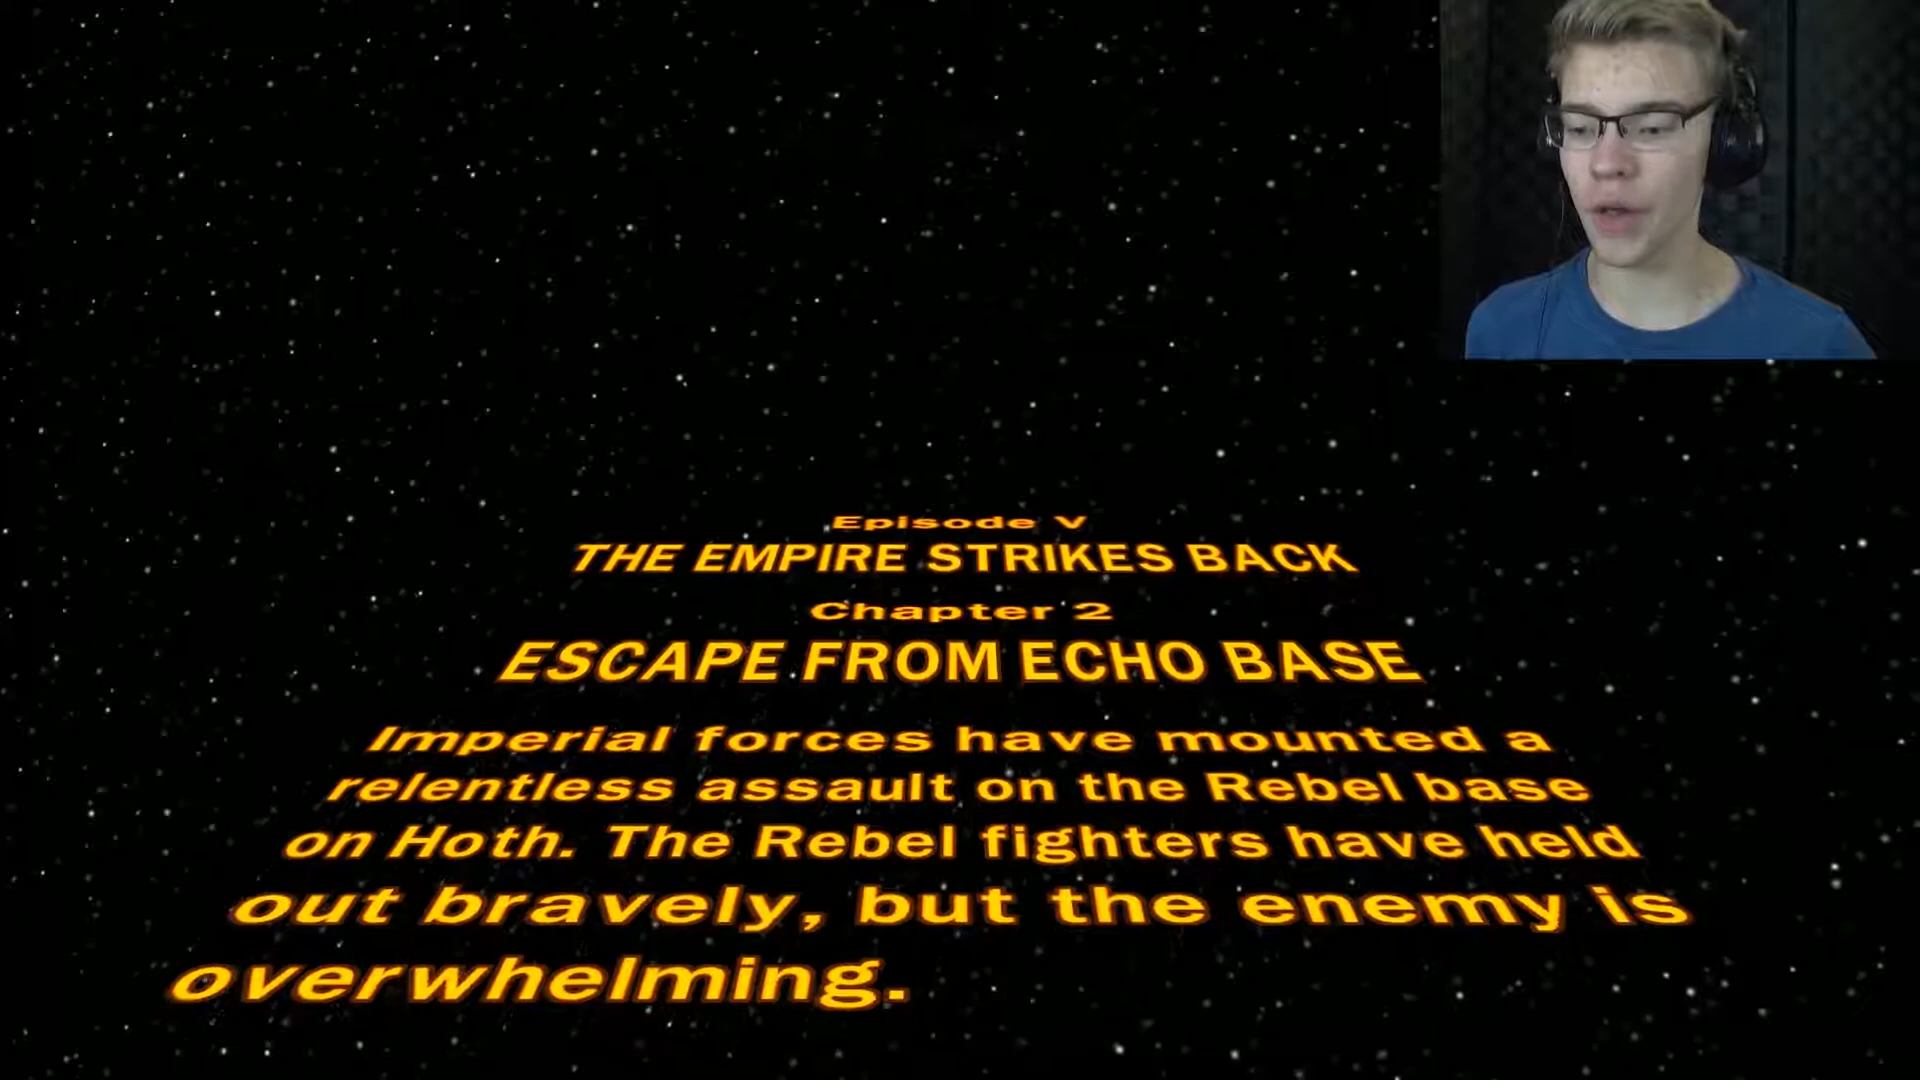 Episode V
THE EMPIRE STRIKES BACK
Chapter 2
ESCAPE FROM ECHO BASE
Imperial forces have mounted a
relentless assault on the Rebel base
on Hoth. The Rebel fighters have held
out bravely, but the enemy is
overwhelming.